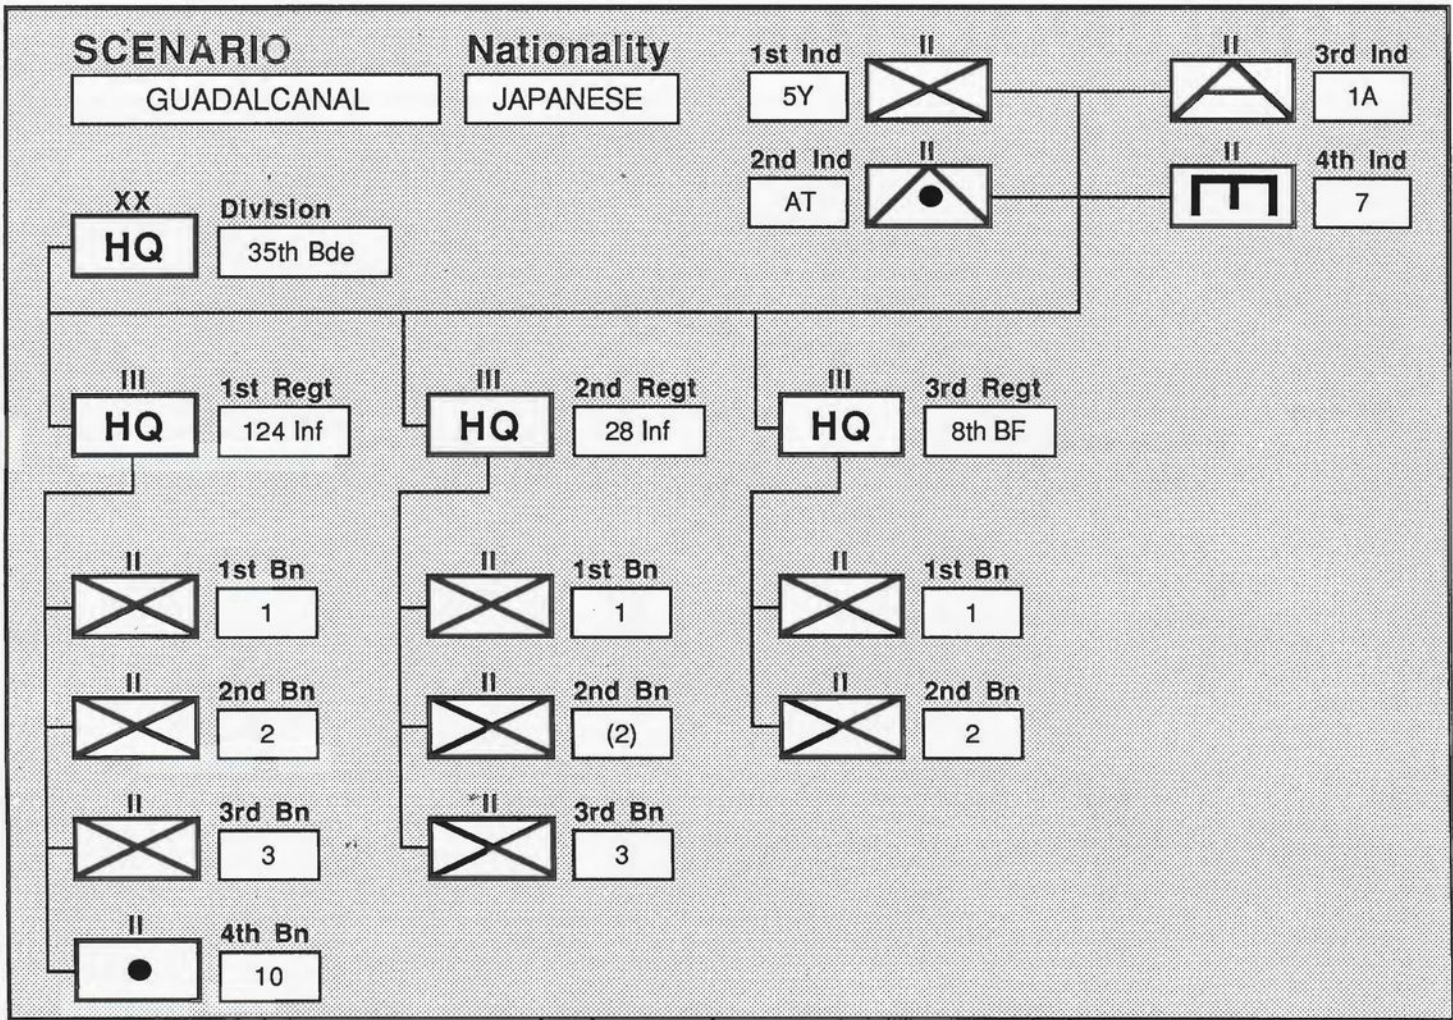 SCENARIO
GUADALCANAL
Nationality
JAPANESE
1st Ind
5Y
II
II
3rd Ind
1A
2nd Ind
AT
II
II
4th Ind
7
XX
HQ
Division
35th Bde
III
HQ
1st Regt
124 Inf
III
HQ
2nd Regt
28 Inf
III
HQ
3rd Regt
8th BF
II
1st Bn
1
II
1st Bn
1
II
1st Bn
1
II
2nd Bn
2
II
2nd Bn
(2)
II
2nd Bn
2
II
3rd Bn
3
II
3rd Bn
3
II
4th Bn
10